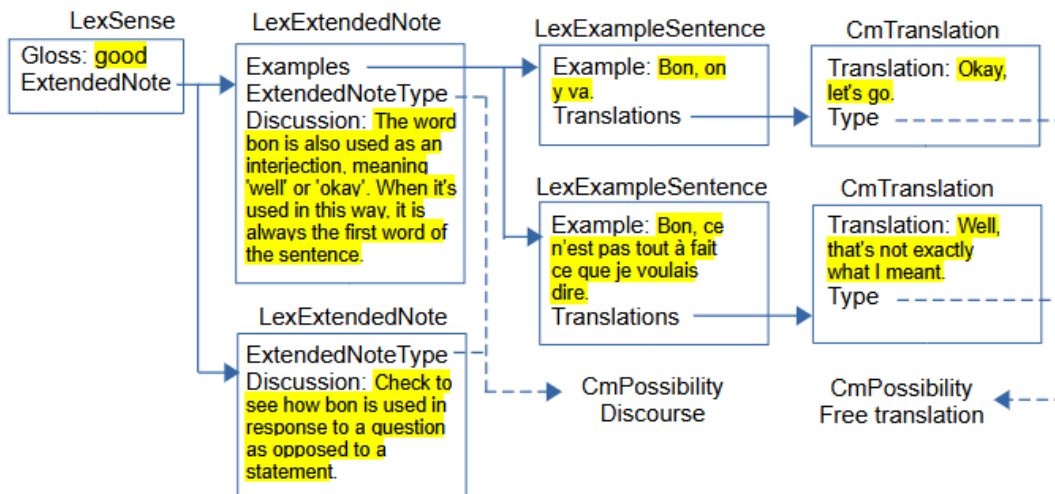 LexSense
Gloss: good
ExtendedNote
LexExtendedNote
Examples
ExtendedNoteType
Discussion: The word
bon is also used as an
interjection, meaning
'well' or 'okay'. When it's
used in this way, it is
always the first word of
the sentence.
LexExtendedNote
ExtendedNoteType
Discussion: Check to
see how bon is used in
response to a question
as opposed to a
statement.
LexExampleSentence
Example: Bon, on
y va.
Translations
LexExampleSentence
Example: Bon, ce
n'est pas tout à fait
ce que je voulais
dire.
Translations
CmTranslation
Translation: Okay,
let's go.
Type
CmTranslation
Translation: Well,
that's not exactly
what I meant.
Type
CmPossibility
Discourse
CmPossibility
Free translation